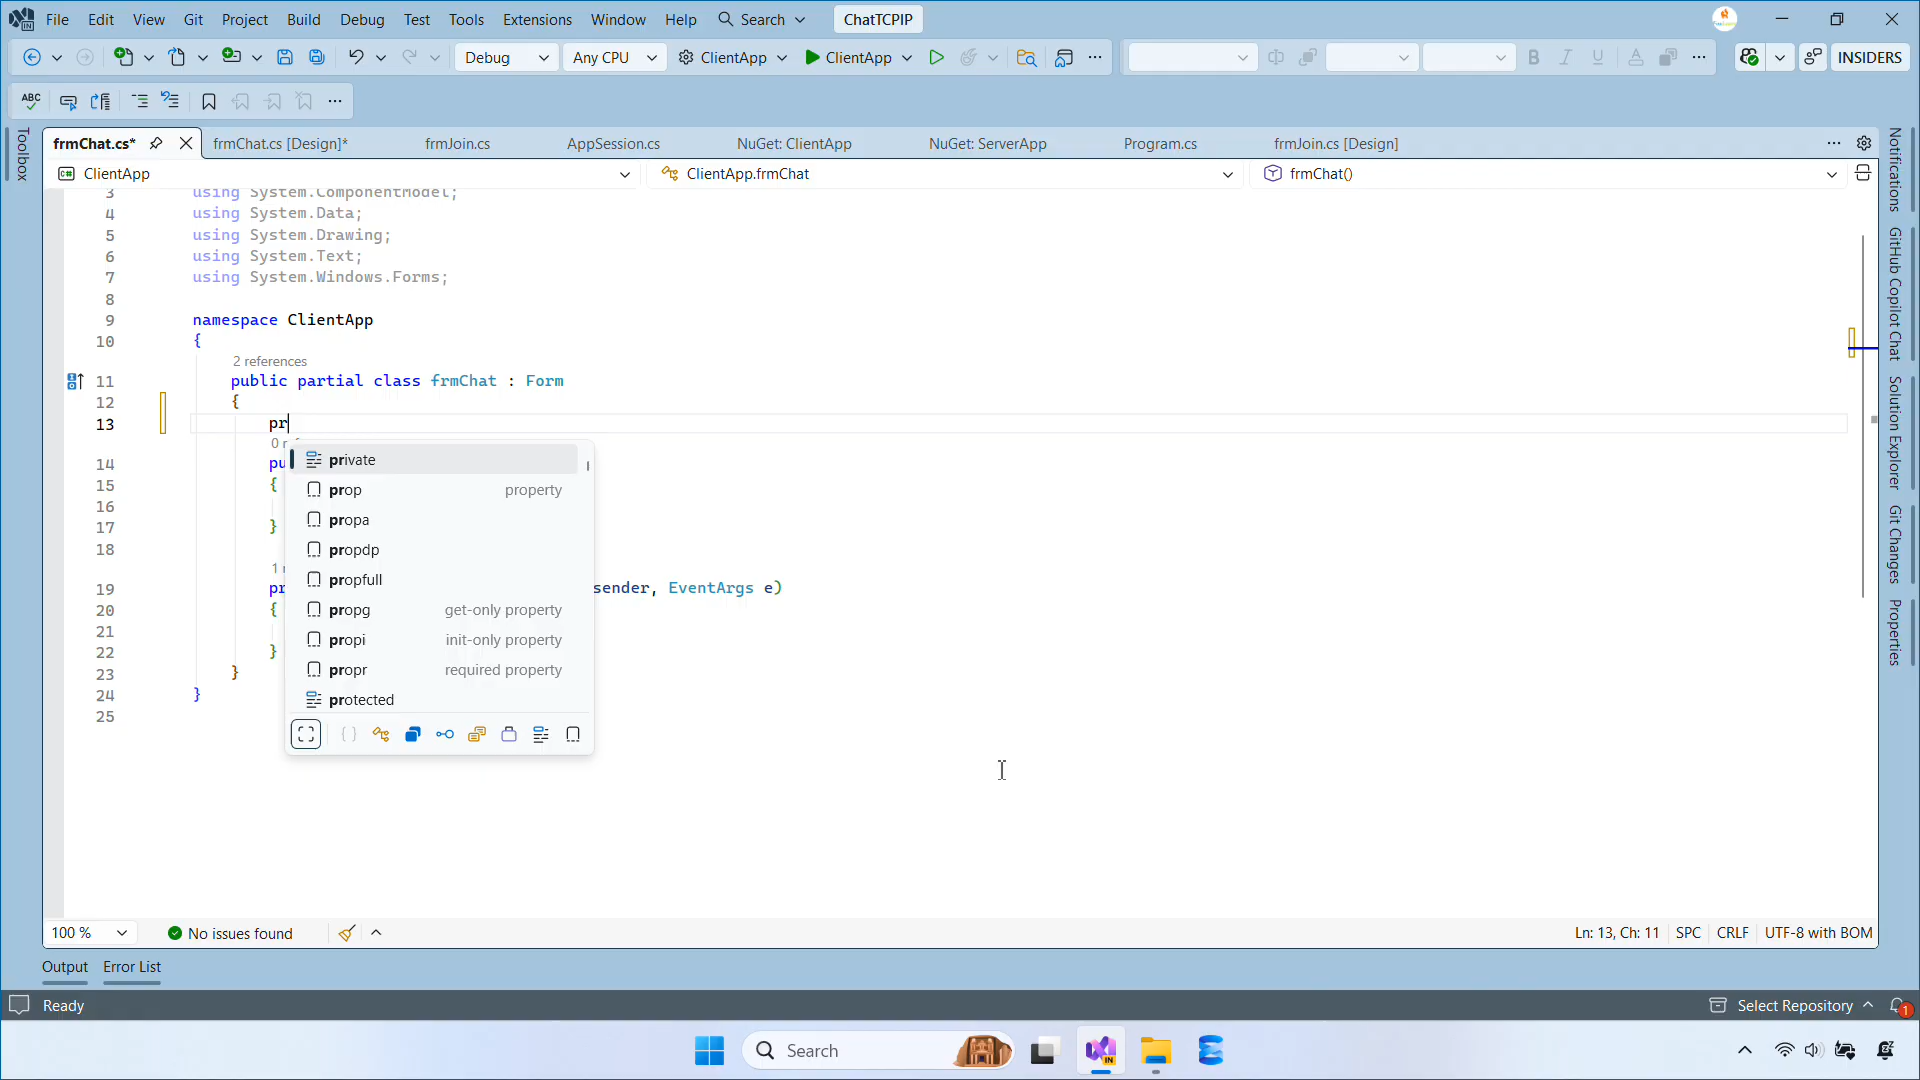 File Edit View Git Project Build Debug Test Tools Extensions Window Help Search ChatTCPIP
Debug Any CPU ClientApp ClientApp B I U A INSIDERS
ABC
frmChat.cs* frmChat.cs [Design]* frmJoin.cs AppSession.cs NuGet: ClientApp NuGet: ServerApp Program.cs frmJoin.cs [Design]
ClientApp ClientApp.frmChat frmChat()
3 using System.ComponentModel;
4 using System.Data;
5 using System.Drawing;
6 using System.Text;
7 using System.Windows.Forms;
8
9 namespace ClientApp
10 {
2 references
11 public partial class frmChat : Form
12 {
13 pr
0 r
private
14 pu
15 {
prop property
16
propa
17 }
18
propdp
1
propfull
19 pr sender, EventArgs e)
20 {
propg get-only property
21
propi init-only property
22 }
23 }
propr required property
24 }
protected
25
100 % No issues found Ln: 13, Ch: 11 SPC CRLF UTF-8 with BOM
Output Error List
Ready Select Repository 1
Search
Toolbox
Notifications
GitHub Copilot Chat
Solution Explorer
Git Changes
Properties